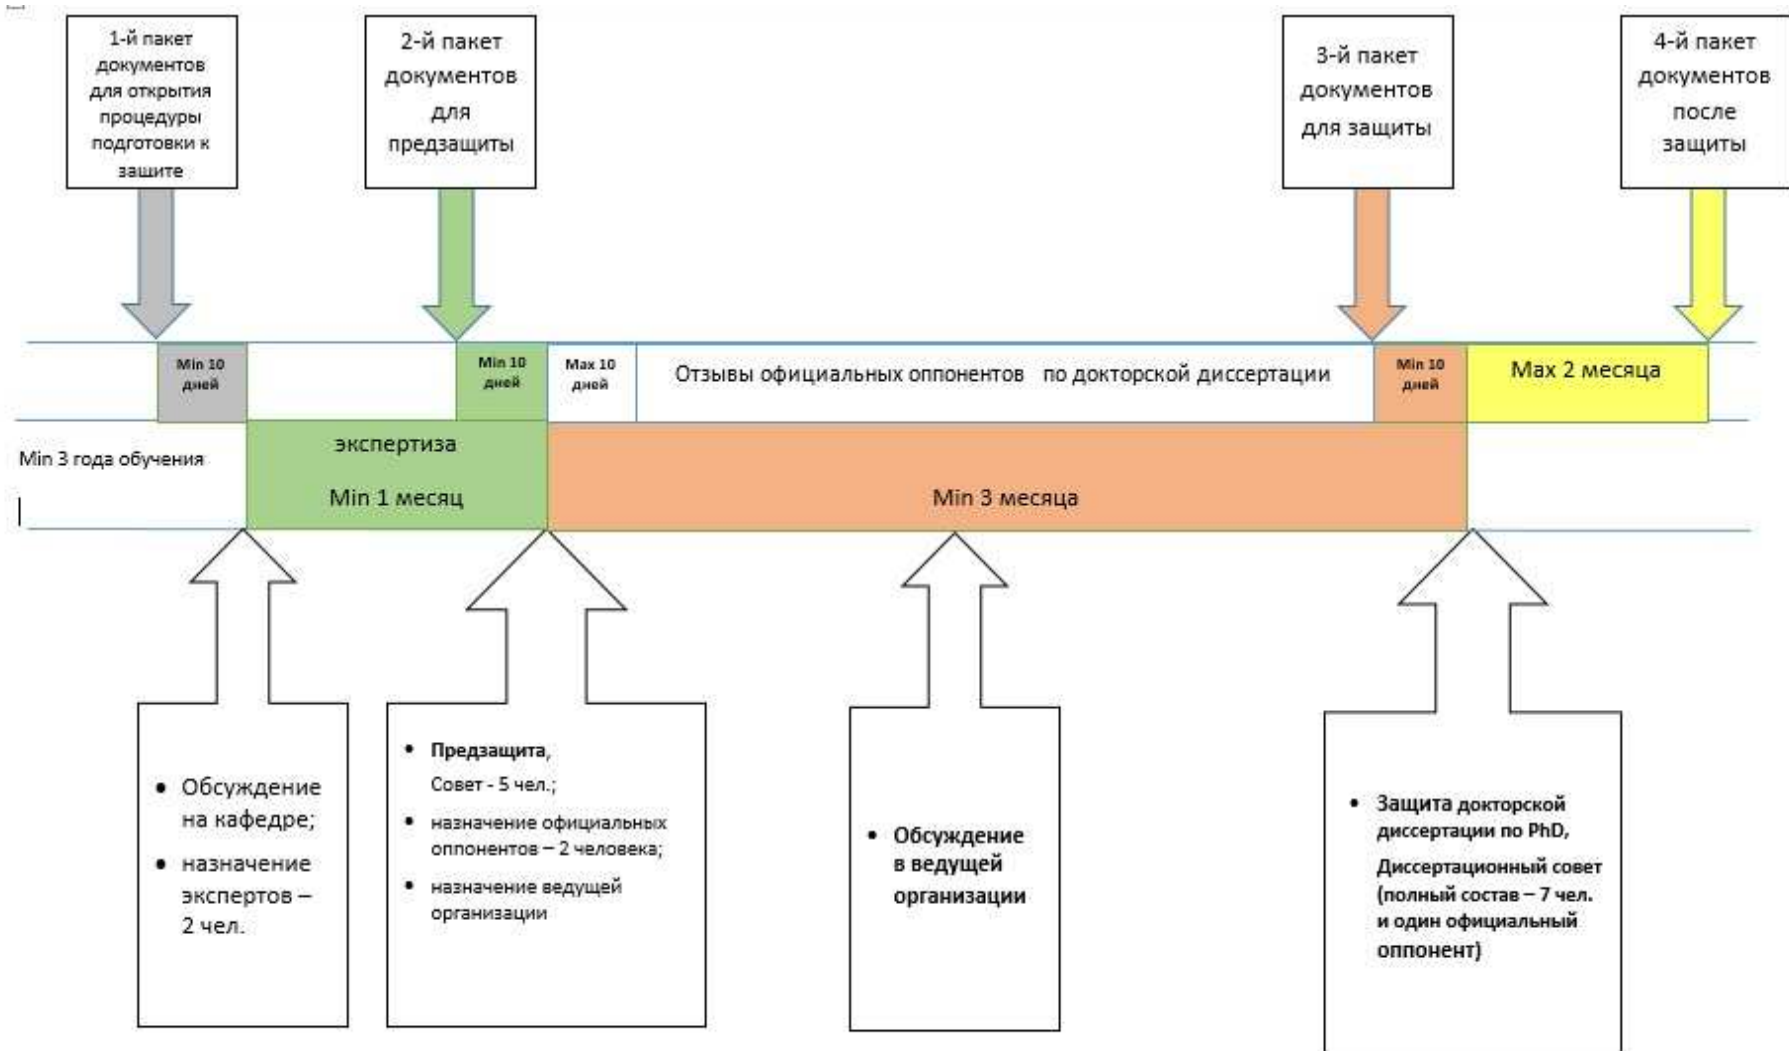 1-й пакет
документов
для открытия
процедуры
подготовки к
зашите
2-й пакет
документов
для
предзащиты
3-й пакет
документов
для защиты
4-й пакет
документов
после
защиты
Min 10
дней
Min 10
дней
Max 10
дней
Отзывы официальных оппонентов по докторской диссертации
Min 10
дней
Max 2 месяца
Min 3 года обучения
экспертиза
Min 1 месяц
Min 3 месяца
• Обсуждение
на кафедре;
• назначение
экспертов –
2 чел.
• Предзащита,
Совет - 5 чел.;
• назначение официальных
оппонентов – 2 человека;
• назначение ведущей
организации
• Обсуждение
в ведущей
организации
• Защита докторской
диссертации по PhD,
Диссертационный совет
(полный состав – 7 чел.
и один официальный
оппонент)